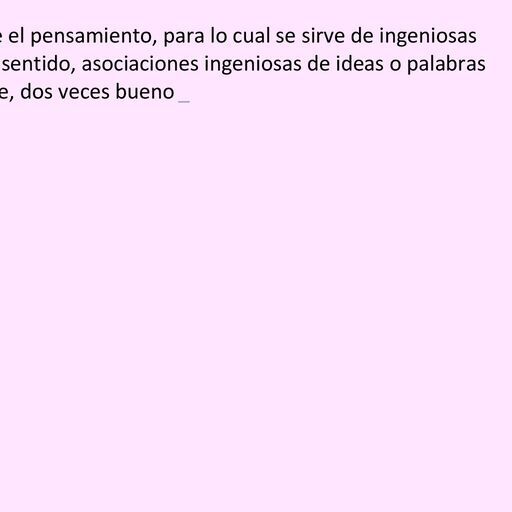 e el pensamiento, para lo cual se sirve de ingeniosas
sentido, asociaciones ingeniosas de ideas o palabras
e, dos veces bueno _